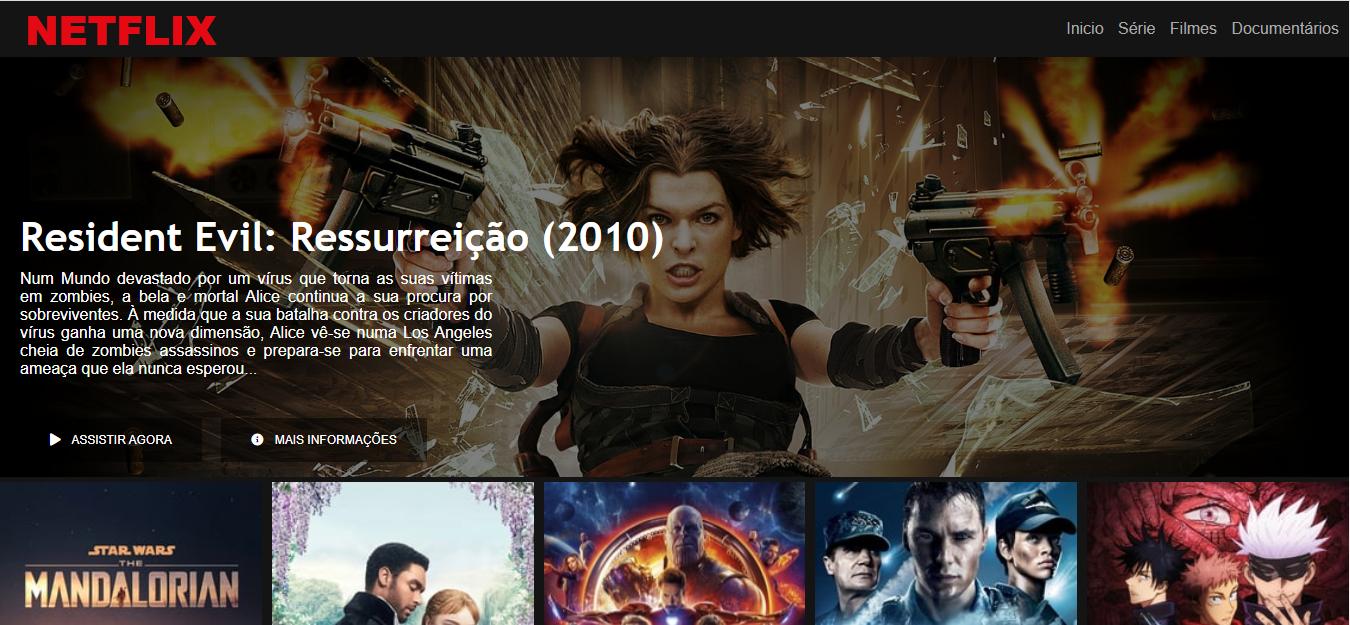 NETFLIX
Inicio Série Filmes Documentários
Resident Evil: Ressurreição (2010)
Num Mundo devastado por um vírus que torna as suas vítimas
em zombies, a bela e mortal Alice continua a sua procura por
sobreviventes. À medida que a sua batalha contra os criadores do
vírus ganha uma nova dimensão, Alice vê-se numa Los Angeles
cheia de zombies assassinos e prepara-se para enfrentar uma
ameaça que ela nunca esperou...
ASSISTIR AGORA
MAIS INFORMAÇÕES
STAR WARS
THE
MANDALORIAN